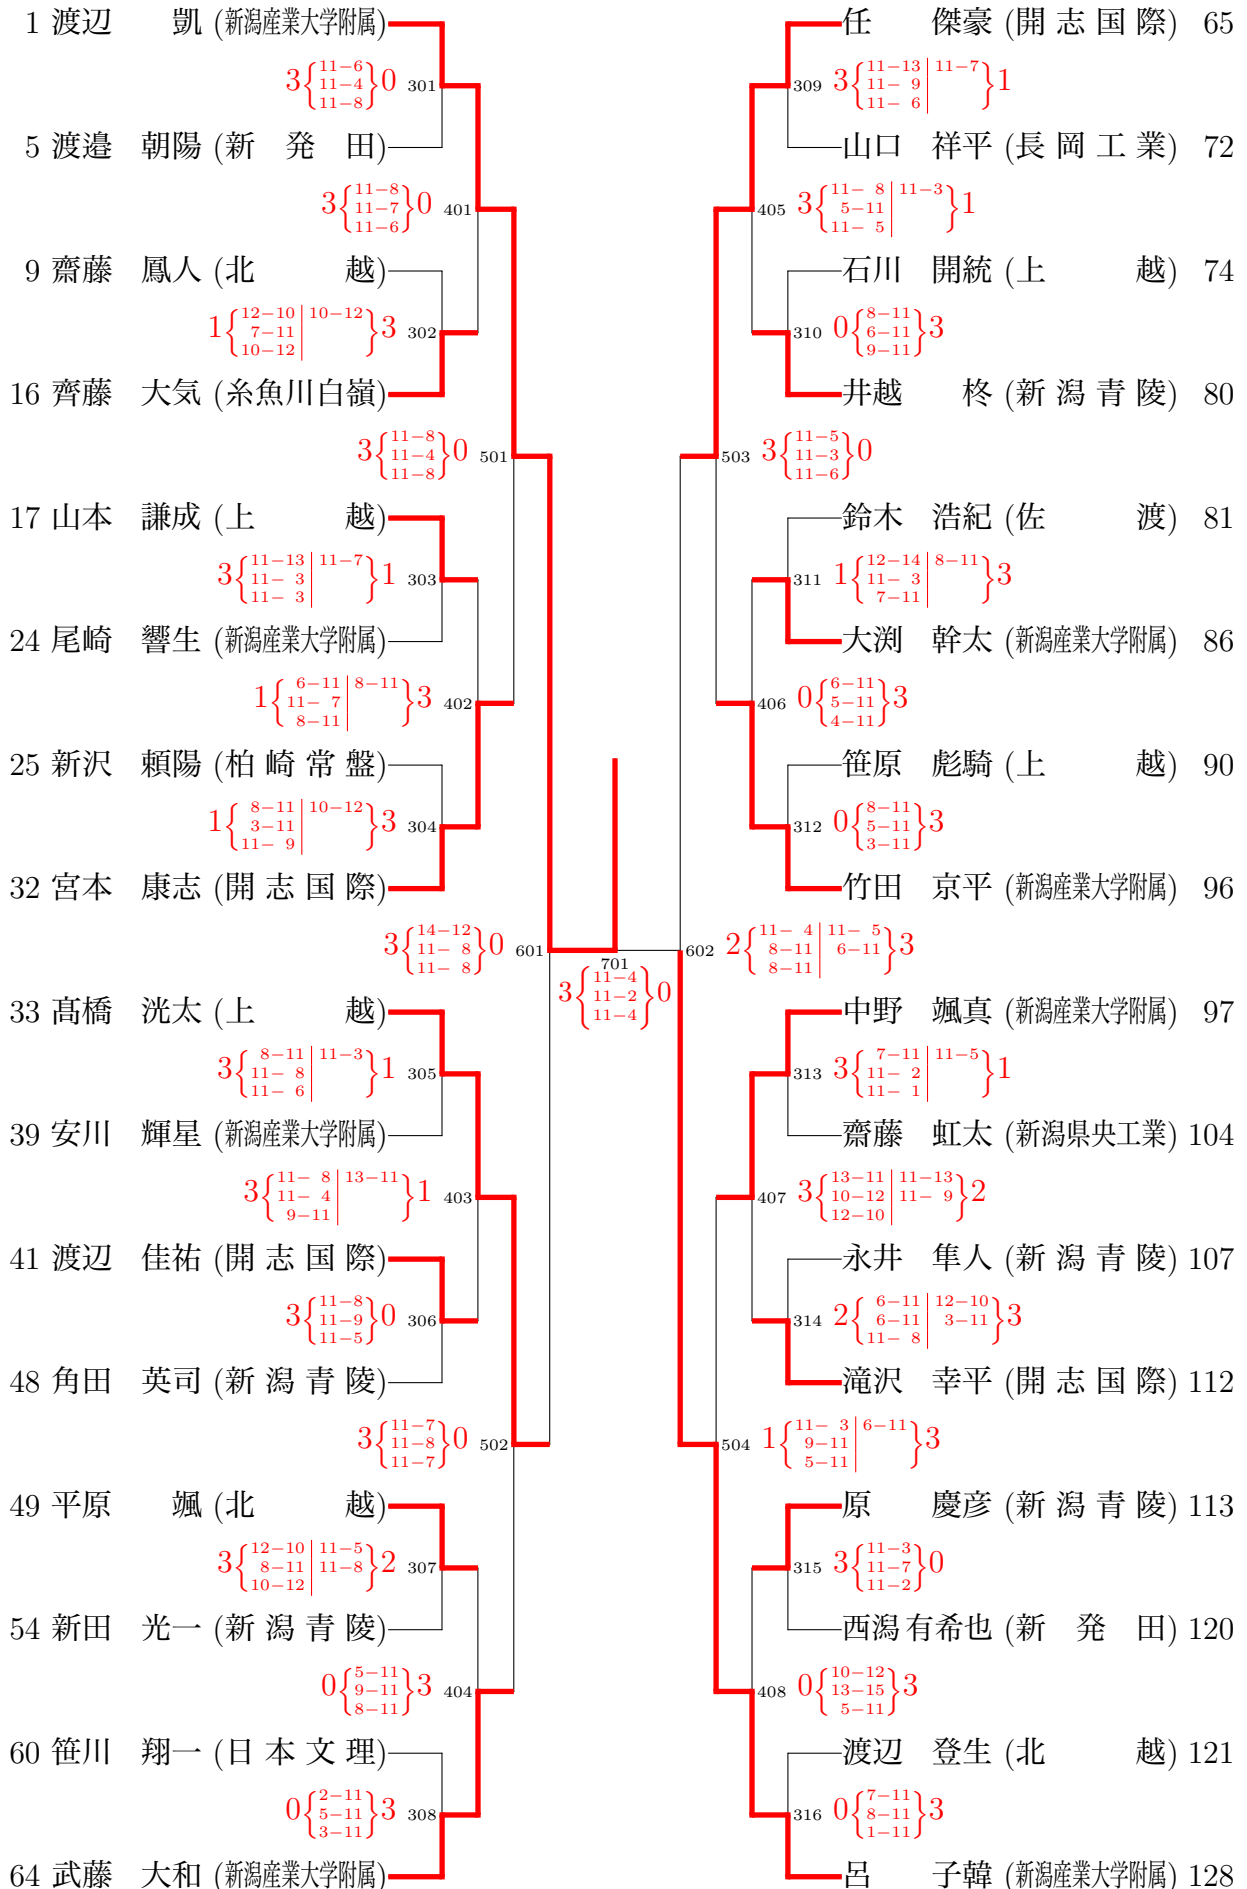 1 渡辺　凱 (新潟産業大学附属)
3 { 11−6 11−4 11−8 } 0 301
5 渡邉　朝陽 (新発田)
3 { 11−8 11−7 11−6 } 0 401
9 齋藤　鳳人 (北越)
1 { 12−10 7−11 10−12 | 10−12 } 3 302
16 齊藤　大気 (糸魚川白嶺)
3 { 11−8 11−4 11−8 } 0 501
17 山本　謙成 (上越)
3 { 11−13 11−3 11−3 | 11−7 } 1 303
24 尾崎　響生 (新潟産業大学附属)
1 { 6−11 11−7 8−11 | 8−11 } 3 402
25 新沢　頼陽 (柏崎常盤)
1 { 8−11 3−11 11−9 | 10−12 } 3 304
32 宮本　康志 (開志国際)
3 { 14−12 11−8 11−8 } 0 601
33 髙橋　洸太 (上越)
3 { 8−11 11−8 11−6 | 11−3 } 1 305
39 安川　輝星 (新潟産業大学附属)
3 { 11−8 11−4 9−11 | 13−11 } 1 403
41 渡辺　佳祐 (開志国際)
3 { 11−8 11−9 11−5 } 0 306
48 角田　英司 (新潟青陵)
3 { 11−7 11−8 11−7 } 0 502
49 平原　颯 (北越)
3 { 12−10 8−11 10−12 | 11−5 11−8 } 2 307
54 新田　光一 (新潟青陵)
0 { 5−11 9−11 8−11 } 3 404
60 笹川　翔一 (日本文理)
0 { 2−11 5−11 3−11 } 3 308
64 武藤　大和 (新潟産業大学附属)
701
3 { 11−4 11−2 11−4 } 0
任　傑豪 (開志国際) 65
309 3 { 11−13 11−9 11−6 | 11−7 } 1
山口　祥平 (長岡工業) 72
405 3 { 11−8 5−11 11−5 | 11−3 } 1
石川　開統 (上越) 74
310 0 { 8−11 6−11 9−11 } 3
井越　柊 (新潟青陵) 80
503 3 { 11−5 11−3 11−6 } 0
鈴木　浩紀 (佐渡) 81
311 1 { 12−14 11−3 7−11 | 8−11 } 3
大渕　幹太 (新潟産業大学附属) 86
406 0 { 6−11 5−11 4−11 } 3
笹原　彪騎 (上越) 90
312 0 { 8−11 5−11 3−11 } 3
竹田　京平 (新潟産業大学附属) 96
602 2 { 11−4 8−11 8−11 | 11−5 6−11 } 3
中野　颯真 (新潟産業大学附属) 97
313 3 { 7−11 11−2 11−1 | 11−5 } 1
齋藤　虹太 (新潟県央工業) 104
407 3 { 13−11 10−12 12−10 | 11−13 11−9 } 2
永井　隼人 (新潟青陵) 107
314 2 { 6−11 6−11 11−8 | 12−10 3−11 } 3
滝沢　幸平 (開志国際) 112
504 1 { 11−3 9−11 5−11 | 6−11 } 3
原　慶彦 (新潟青陵) 113
315 3 { 11−3 11−7 11−2 } 0
西潟 有希也 (新発田) 120
408 0 { 10−12 13−15 5−11 } 3
渡辺　登生 (北越) 121
316 0 { 7−11 8−11 1−11 } 3
呂　子韓 (新潟産業大学附属) 128